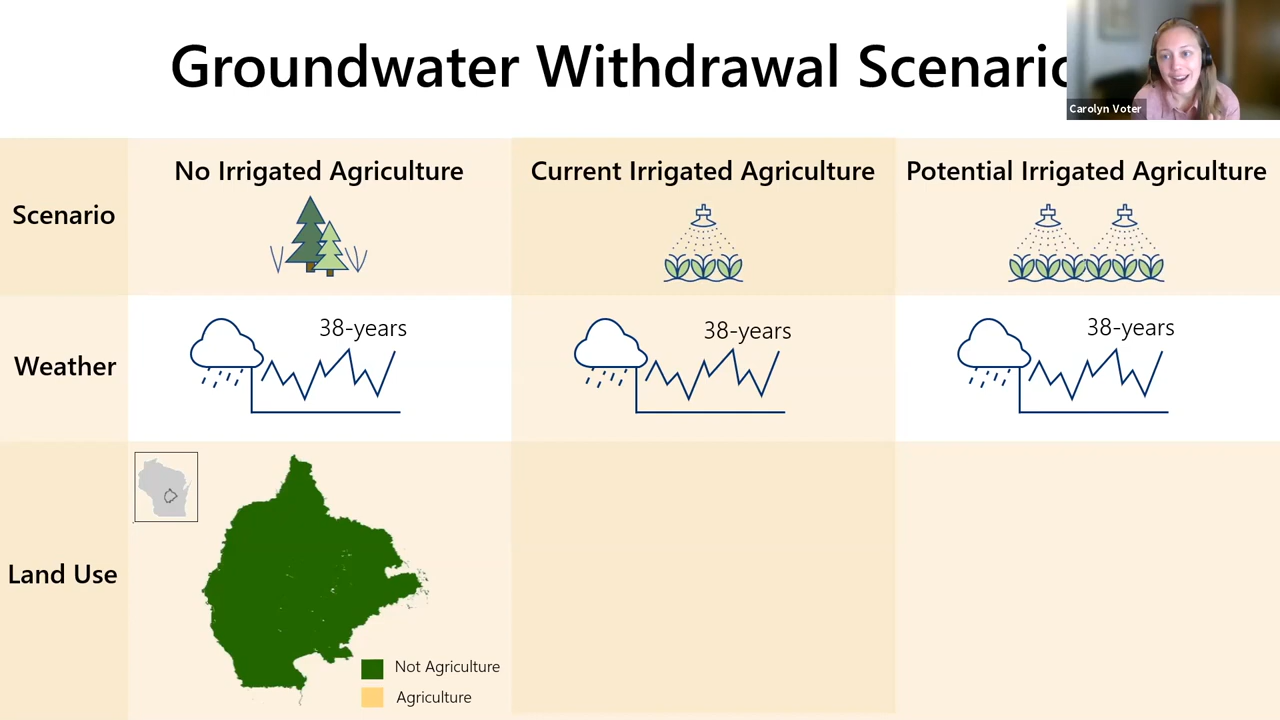 Groundwater Withdrawal Scenario
Carolyn Voter
No Irrigated Agriculture
Current Irrigated Agriculture
Potential Irrigated Agriculture
Scenario
38-years
38-years
38-years
Weather
Land Use
Not Agriculture
Agriculture